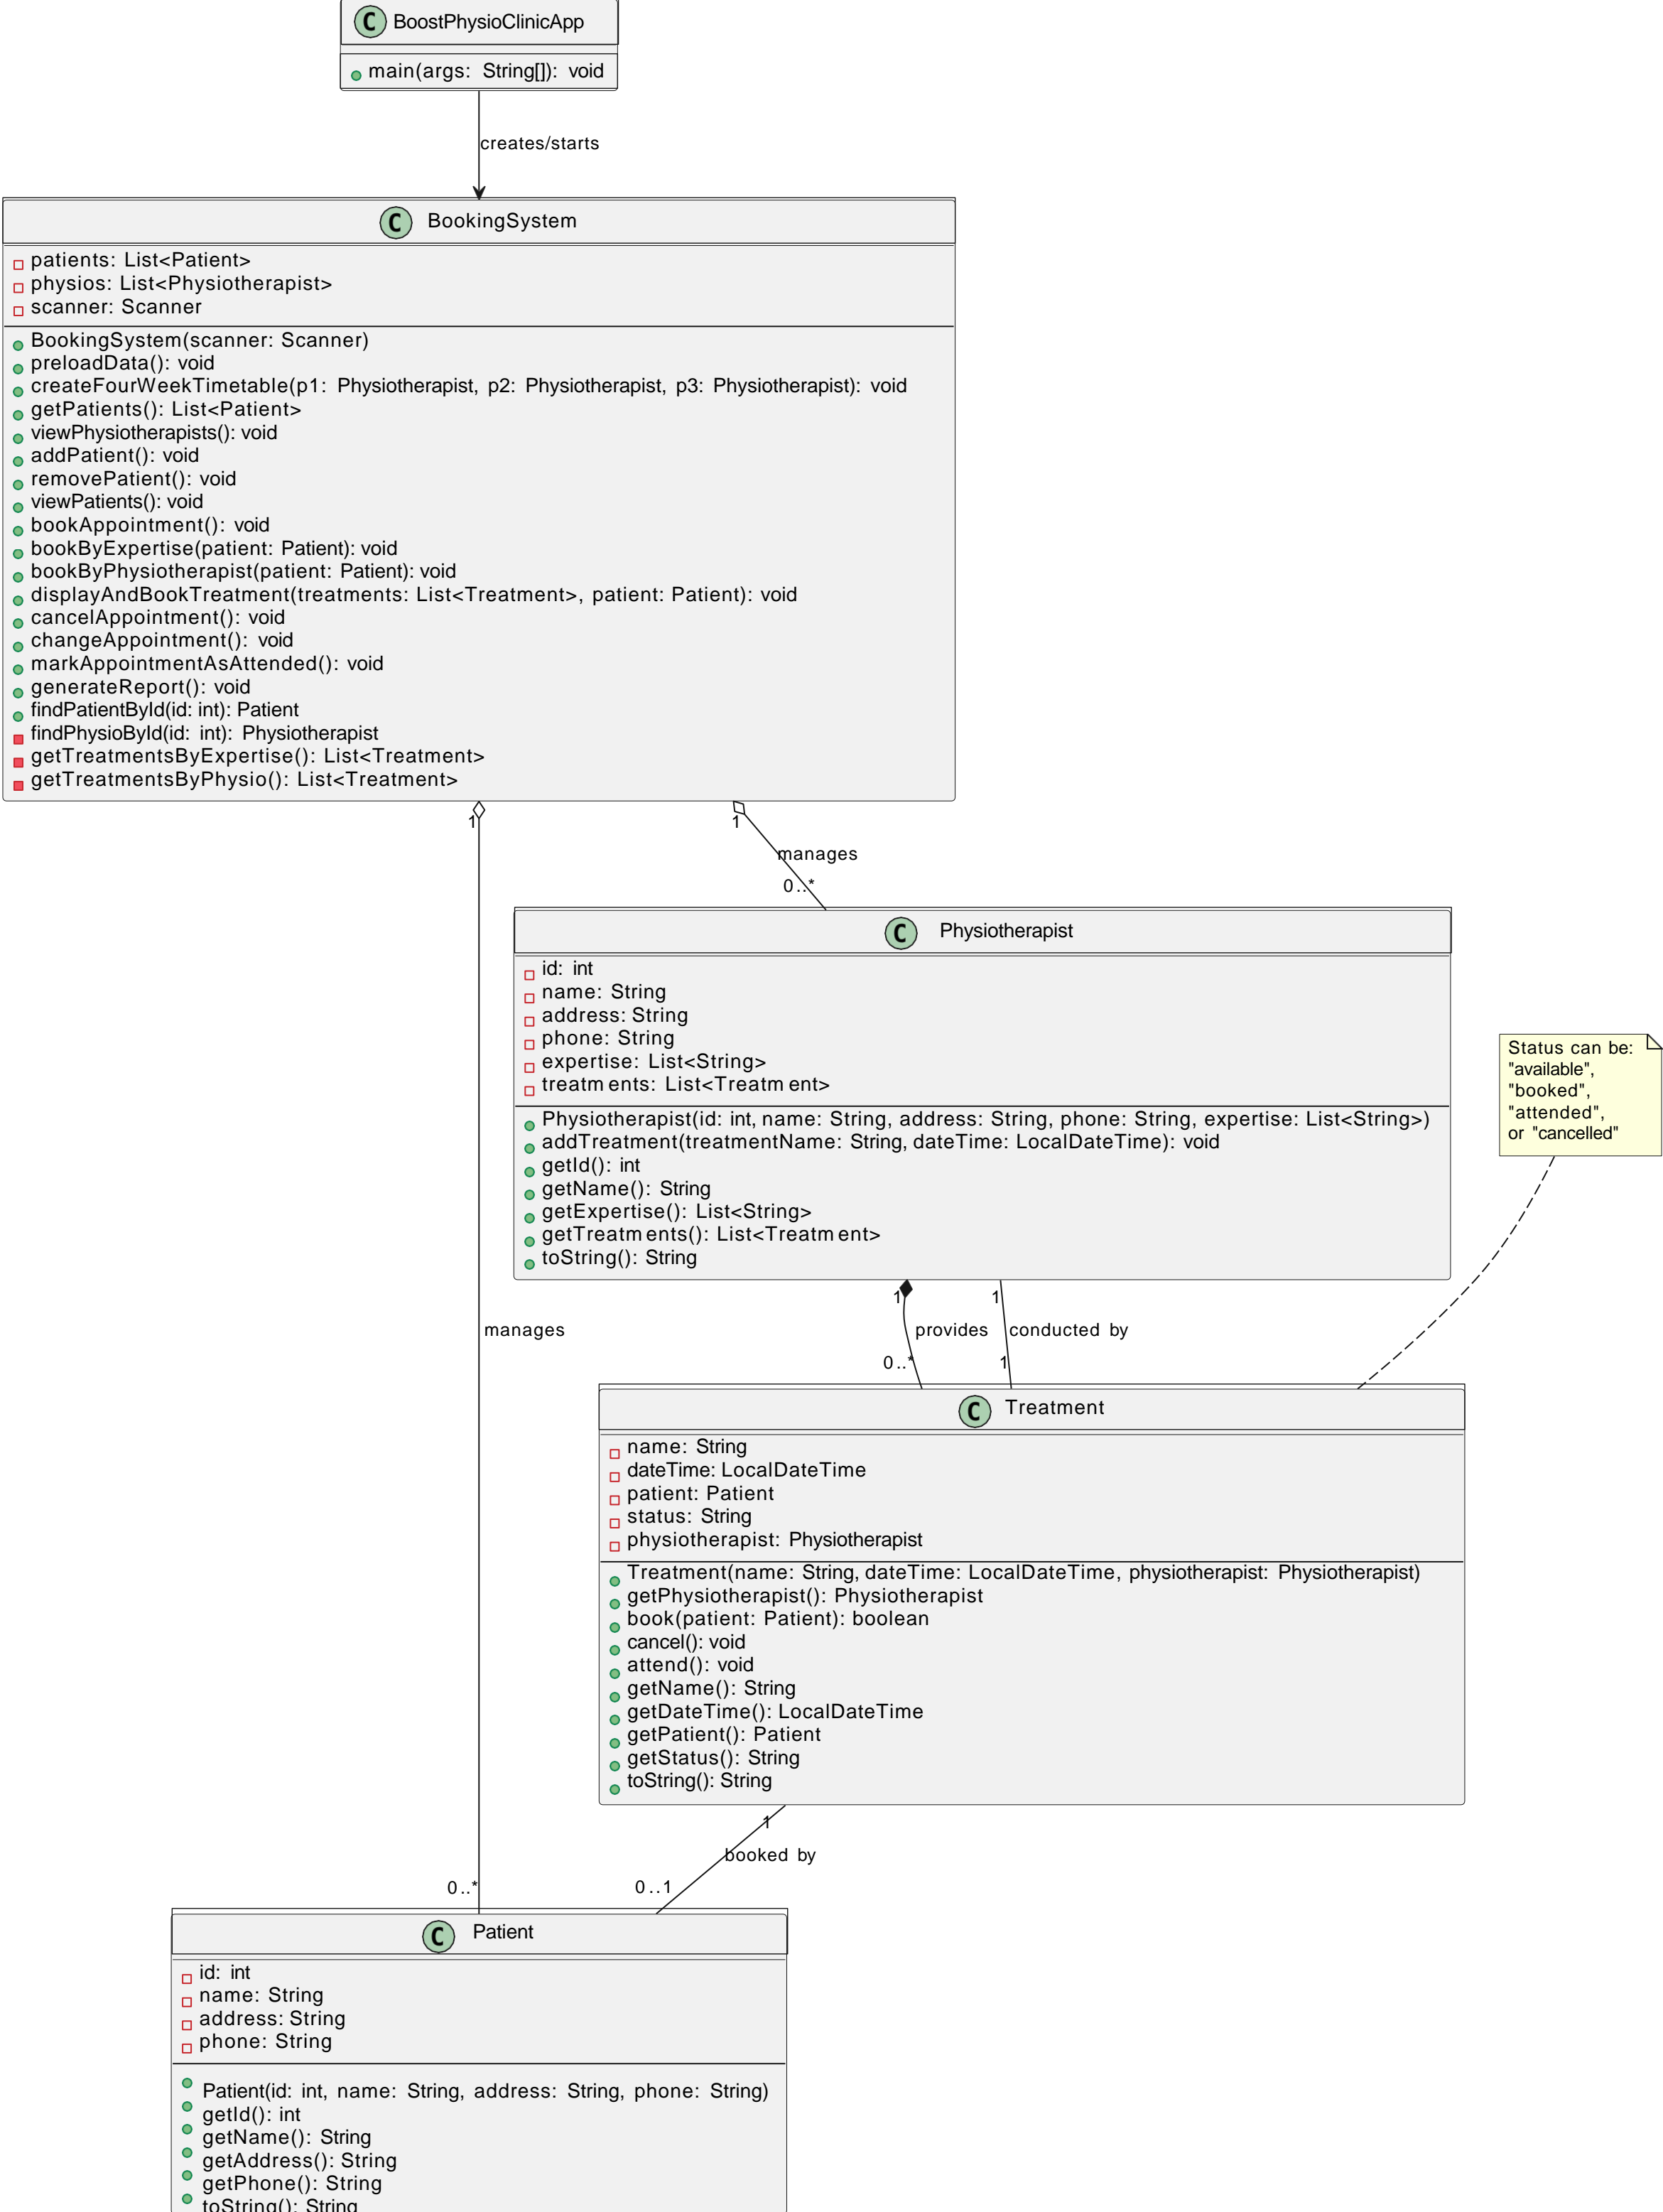 C BoostPhysioClinicApp
main(args: String[]): void
creates/starts
C BookingSystem
patients: List<Patient>
physios: List<Physiotherapist>
scanner: Scanner
BookingSystem(scanner: Scanner)
preloadData(): void
createFourWeekTimetable(p1: Physiotherapist, p2: Physiotherapist, p3: Physiotherapist): void
getPatients(): List<Patient>
viewPhysiotherapists(): void
addPatient(): void
removePatient(): void
viewPatients(): void
bookAppointment(): void
bookByExpertise(patient: Patient): void
bookByPhysiotherapist(patient: Patient): void
displayAndBookTreatment(treatments: List<Treatment>, patient: Patient): void
cancelAppointment(): void
changeAppointment(): void
markAppointmentAsAttended(): void
generateReport(): void
findPatientById(id: int): Patient
findPhysioById(id: int): Physiotherapist
getTreatmentsByExpertise(): List<Treatment>
getTreatmentsByPhysio(): List<Treatment>
1
1
manages
0..*
C Physiotherapist
id: int
name: String
address: String
phone: String
expertise: List<String>
treatments: List<Treatment>
Physiotherapist(id: int, name: String, address: String, phone: String, expertise: List<String>)
addTreatment(treatmentName: String, dateTime: LocalDateTime): void
getId(): int
getName(): String
getExpertise(): List<String>
getTreatments(): List<Treatment>
toString(): String
Status can be:
"available",
"booked",
"attended",
or "cancelled"
1
1
manages
provides
conducted by
0..*
1
C Treatment
name: String
dateTime: LocalDateTime
patient: Patient
status: String
physiotherapist: Physiotherapist
Treatment(name: String, dateTime: LocalDateTime, physiotherapist: Physiotherapist)
getPhysiotherapist(): Physiotherapist
book(patient: Patient): boolean
cancel(): void
attend(): void
getName(): String
getDateTime(): LocalDateTime
getPatient(): Patient
getStatus(): String
toString(): String
1
booked by
0..*
0..1
C Patient
id: int
name: String
address: String
phone: String
Patient(id: int, name: String, address: String, phone: String)
getId(): int
getName(): String
getAddress(): String
getPhone(): String
toString(): String